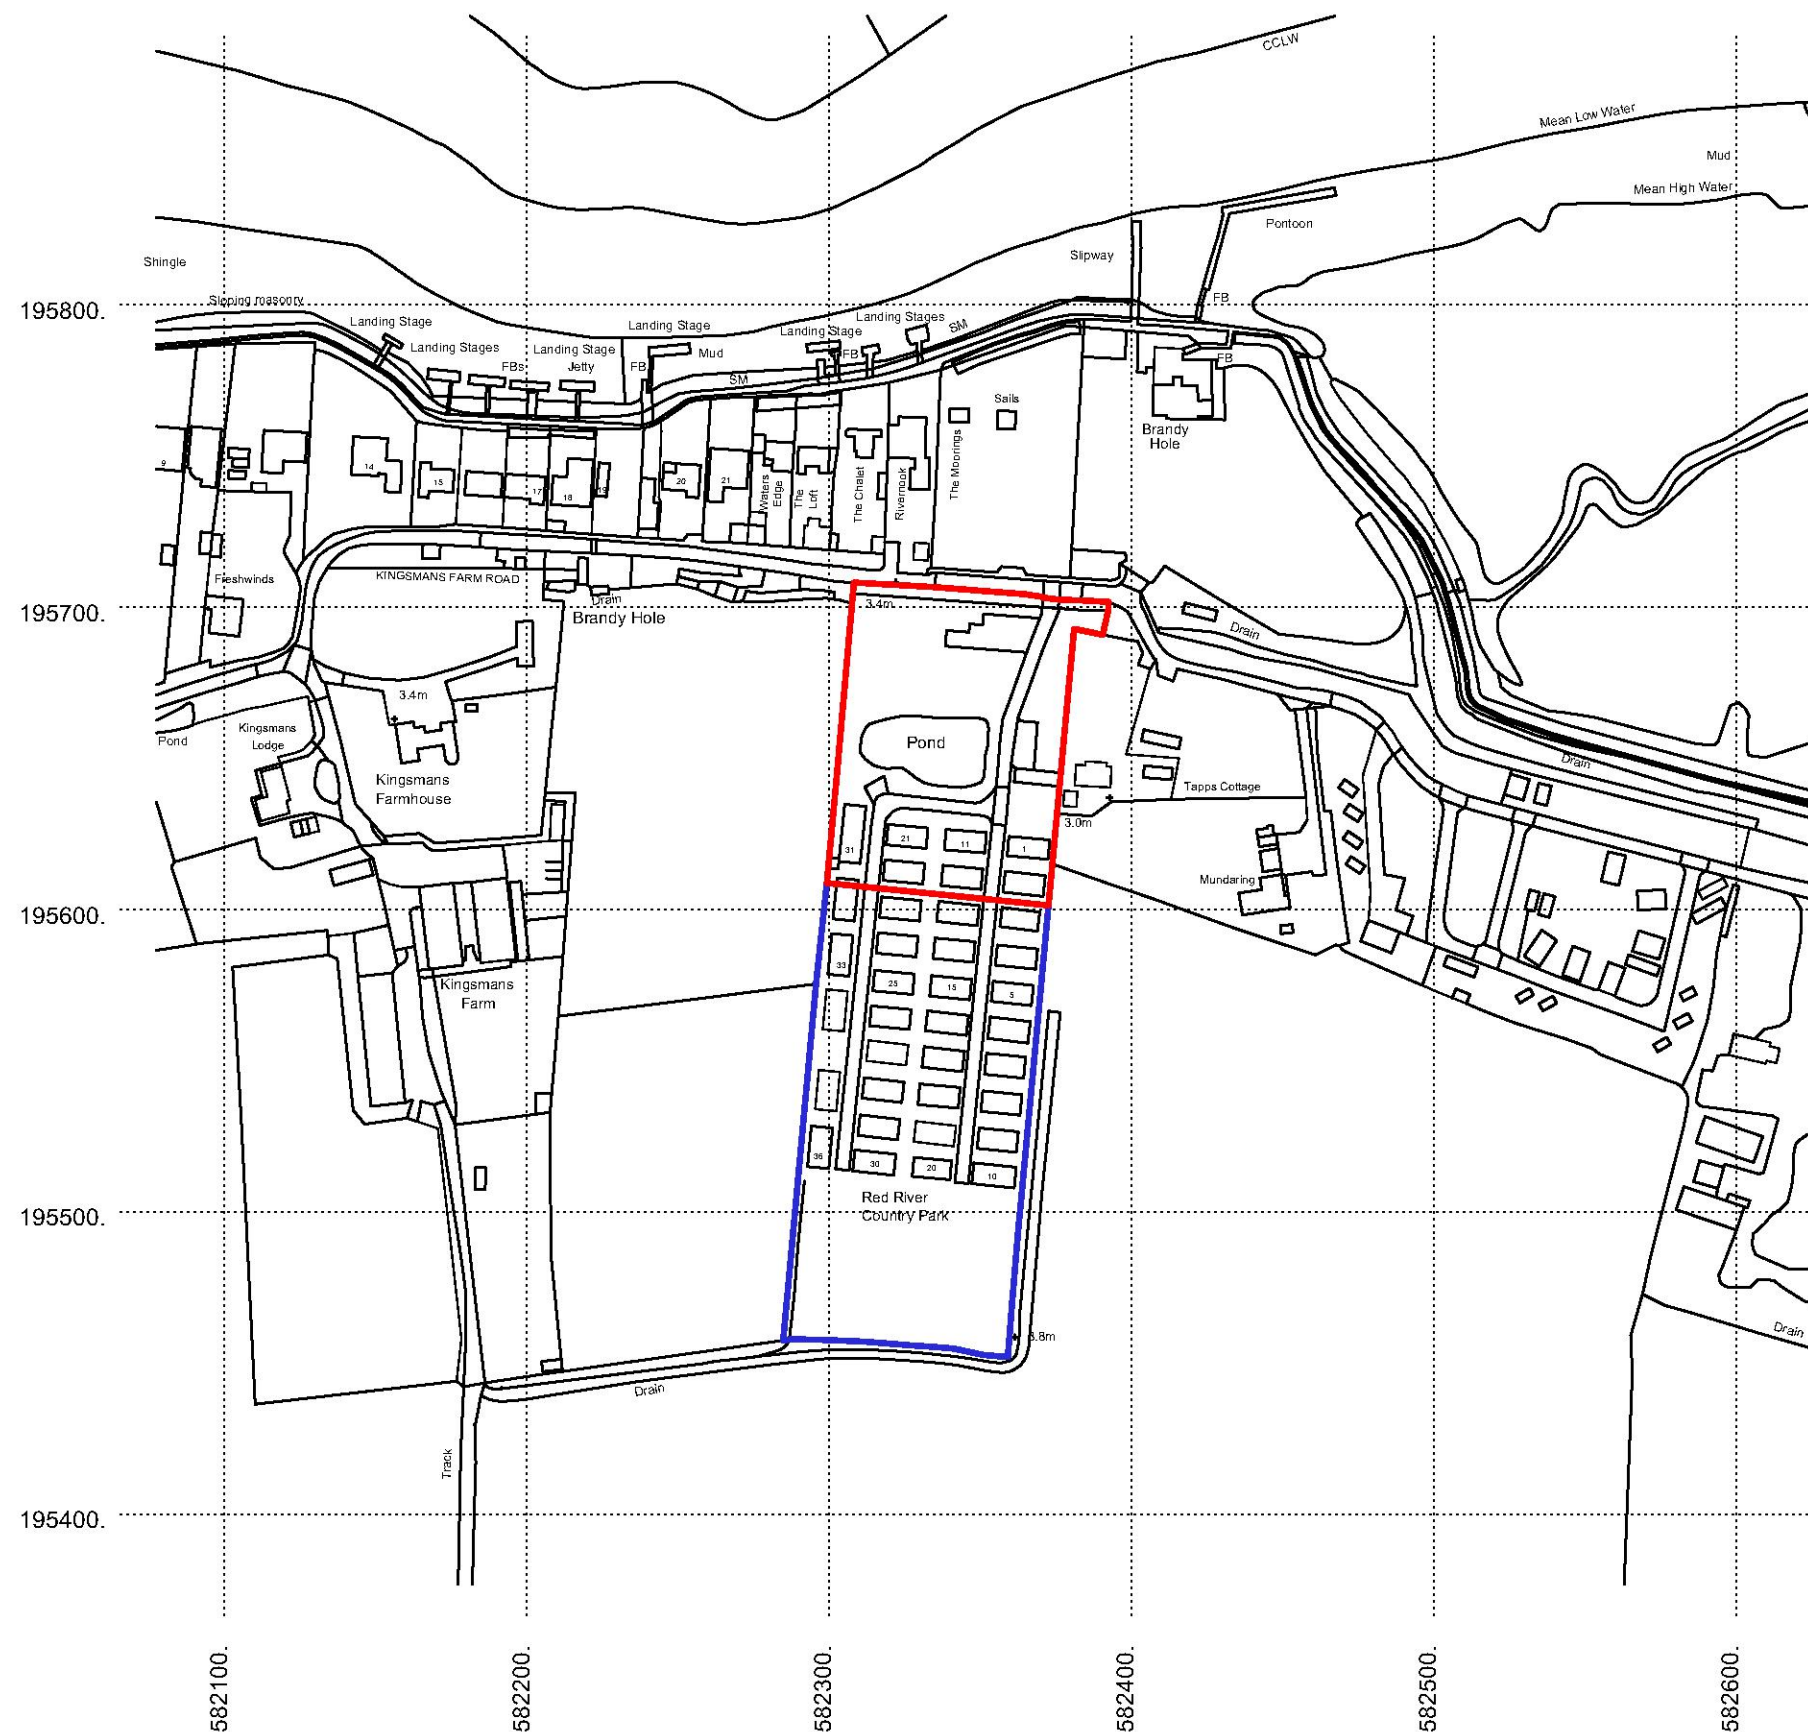 CCLW
Mean Low Water
Mud
Mean High Water
Pontoon
Slipway
Shingle
FB
Sloping masonry
195800.
Landing Stage
Landing Stage
Landing Stage
Landing Stages
SM
Landing Stages
Landing Stage
Mud
FB
FB
FBs
Jetty
FB
SM
Sails
Brandy
Hole
The Moorings
9
14
15
17
18
19
20
21
Waters
Edge
The
Loft
The Chalet
Rivernook
Freshwinds
KINGSMANS FARM ROAD
Drain
Brandy Hole
195700.
3.4m
Drain
3.4m
Pond
Kingsmans
Lodge
Pond
Kingsmans
Farmhouse
Drain
Tapps Cottage
3.0m
21
11
1
31
Mundaring
195600.
33
25
15
5
Kingsmans
Farm
36
30
20
10
Red River
Country Park
195500.
3.8m
Drain
Drain
Track
195400.
582100.
582200.
582300.
582400.
582500.
582600.